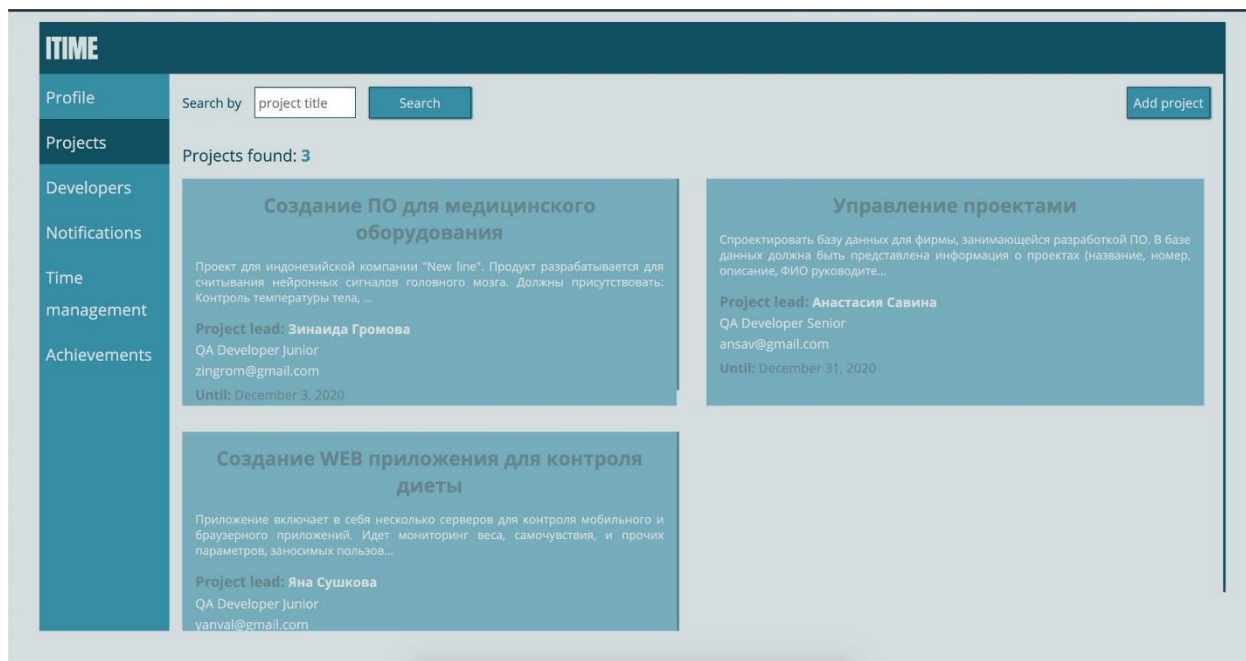 ITIME
Profile
Projects
Developers
Notifications
Time
management
Achievements
Search by project title Search
Add project
Projects found: 3
Создание ПО для медицинского
оборудования
Проект для индонезийской компании "New line". Продукт разрабатывается для
считывания нейронных сигналов головного мозга. Должны присутствовать:
Контроль температуры тела, ...
Project lead: Зинаида Громова
QA Developer Junior
zingrom@gmail.com
Until: December 3, 2020
Управление проектами
Спроектировать базу данных для фирмы, занимающейся разработкой ПО. В базе
данных должна быть представлена информация о проектах (название, номер,
описание, ФИО руководите...
Project lead: Анастасия Савина
QA Developer Senior
ansav@gmail.com
Until: December 31, 2020
Создание WEB приложения для контроля
диеты
Приложение включает в себя несколько серверов для контроля мобильного и
браузерного приложений. Идет мониторинг веса, самочувствия, и прочих
параметров, заносимых пользов...
Project lead: Яна Сушкова
QA Developer Junior
yanval@gmail.com